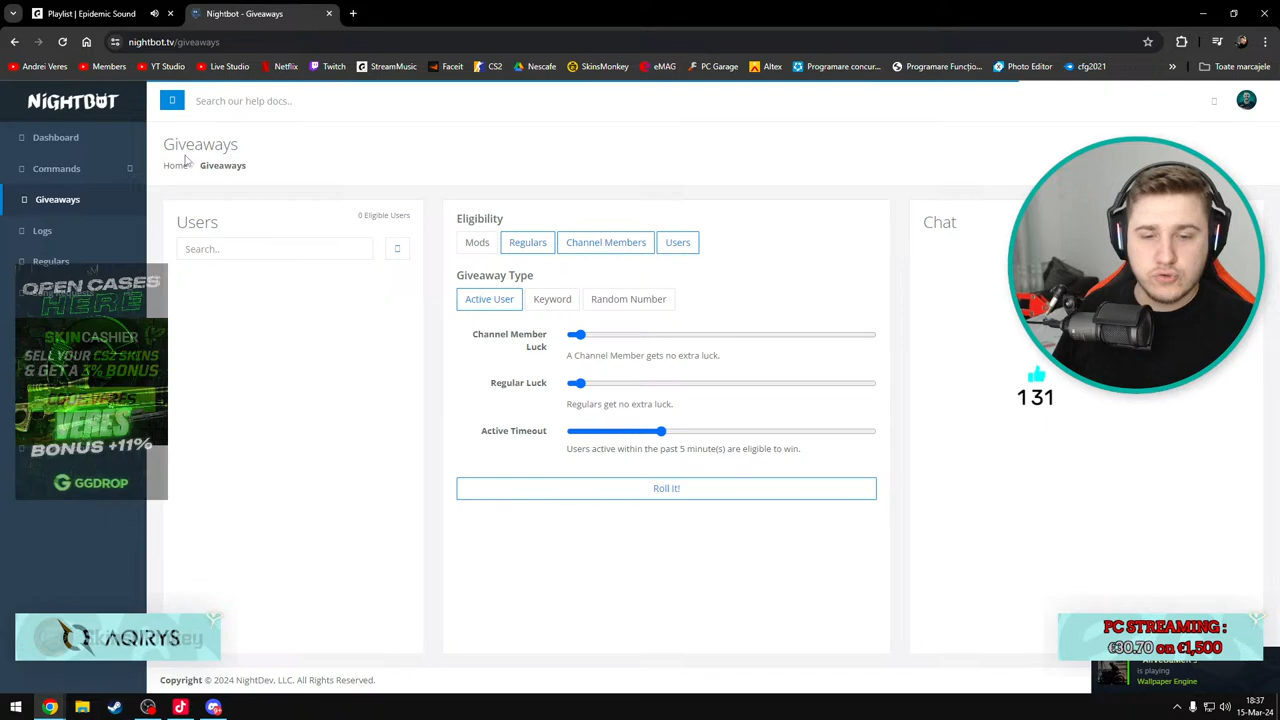 Playlist | Epidemic Sound
Nightbot - Giveaways
nightbot.tv/giveaways
Andrei Veres
Members
YT Studio
Live Studio
Netflix
Twitch
StreamMusic
Faceit
CS2
Nescafe
SkinsMonkey
eMAG
PC Garage
Altex
Programare concur...
Programare Functio...
Editor Photo
cfg2021
Toate marcajele
NIGHTBOT
Search our help docs..
Dashboard
Commands
Giveaways
Logs
Regulars
Giveaways
Home
Giveaways
Users
0 Eligible Users
Search..
Eligibility
Mods
Regulars
Channel Members
Users
Giveaway Type
Active User
Keyword
Random Number
Channel Member
Luck
A Channel Member gets no extra luck.
Regular Luck
Regulars get no extra luck.
Active Timeout
Users active within the past 5 minute(s) are eligible to win.
Roll It!
Chat
131
OPEN CASES
HERE
SKINCASHIER
SELL YOUR CS2 SKINS
& GET A 3% BONUS
VERES
BONUS +11%
GGDROP
AQIRYS
PC STREAMING :
€30.70 on €1,500
is playing
Wallpaper Engine
Copyright © 2024 NightDev, LLC. All Rights Reserved.
18:37
15-Mar-24